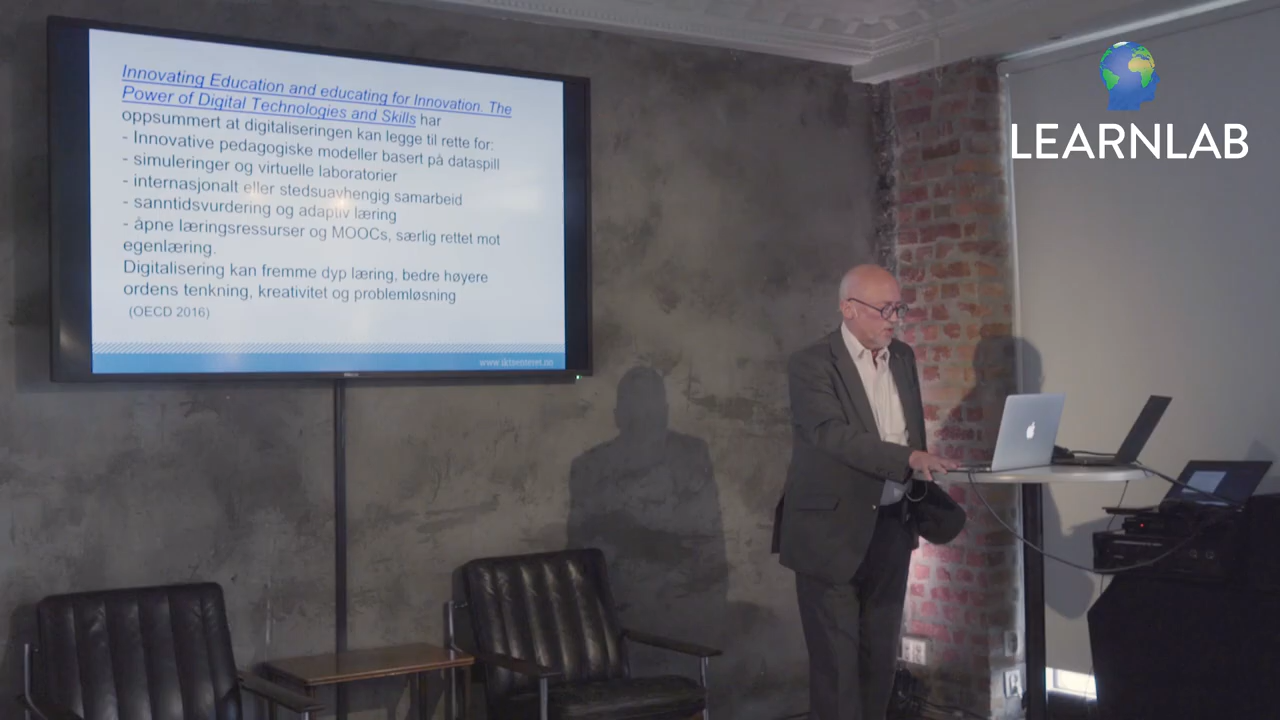 Innovating Education and educating for Innovation. The
Power of Digital Technologies and Skills har
oppsummert at digitaliseringen kan legge til rette for:
- Innovative pedagogiske modeller basert på dataspill
- simuleringer og virtuelle laboratorier
- internasjonalt eller stedsuavhengig samarbeid
- sanntidsvurdering og adaptiv læring
- åpne læringsressurser og MOOCs, særlig rettet mot
egenlæring.
Digitalisering kan fremme dyp læring, bedre høyere
ordens tenkning, kreativitet og problemløsning
(OECD 2016)
www.iktsenteret.no
LEARNLAB